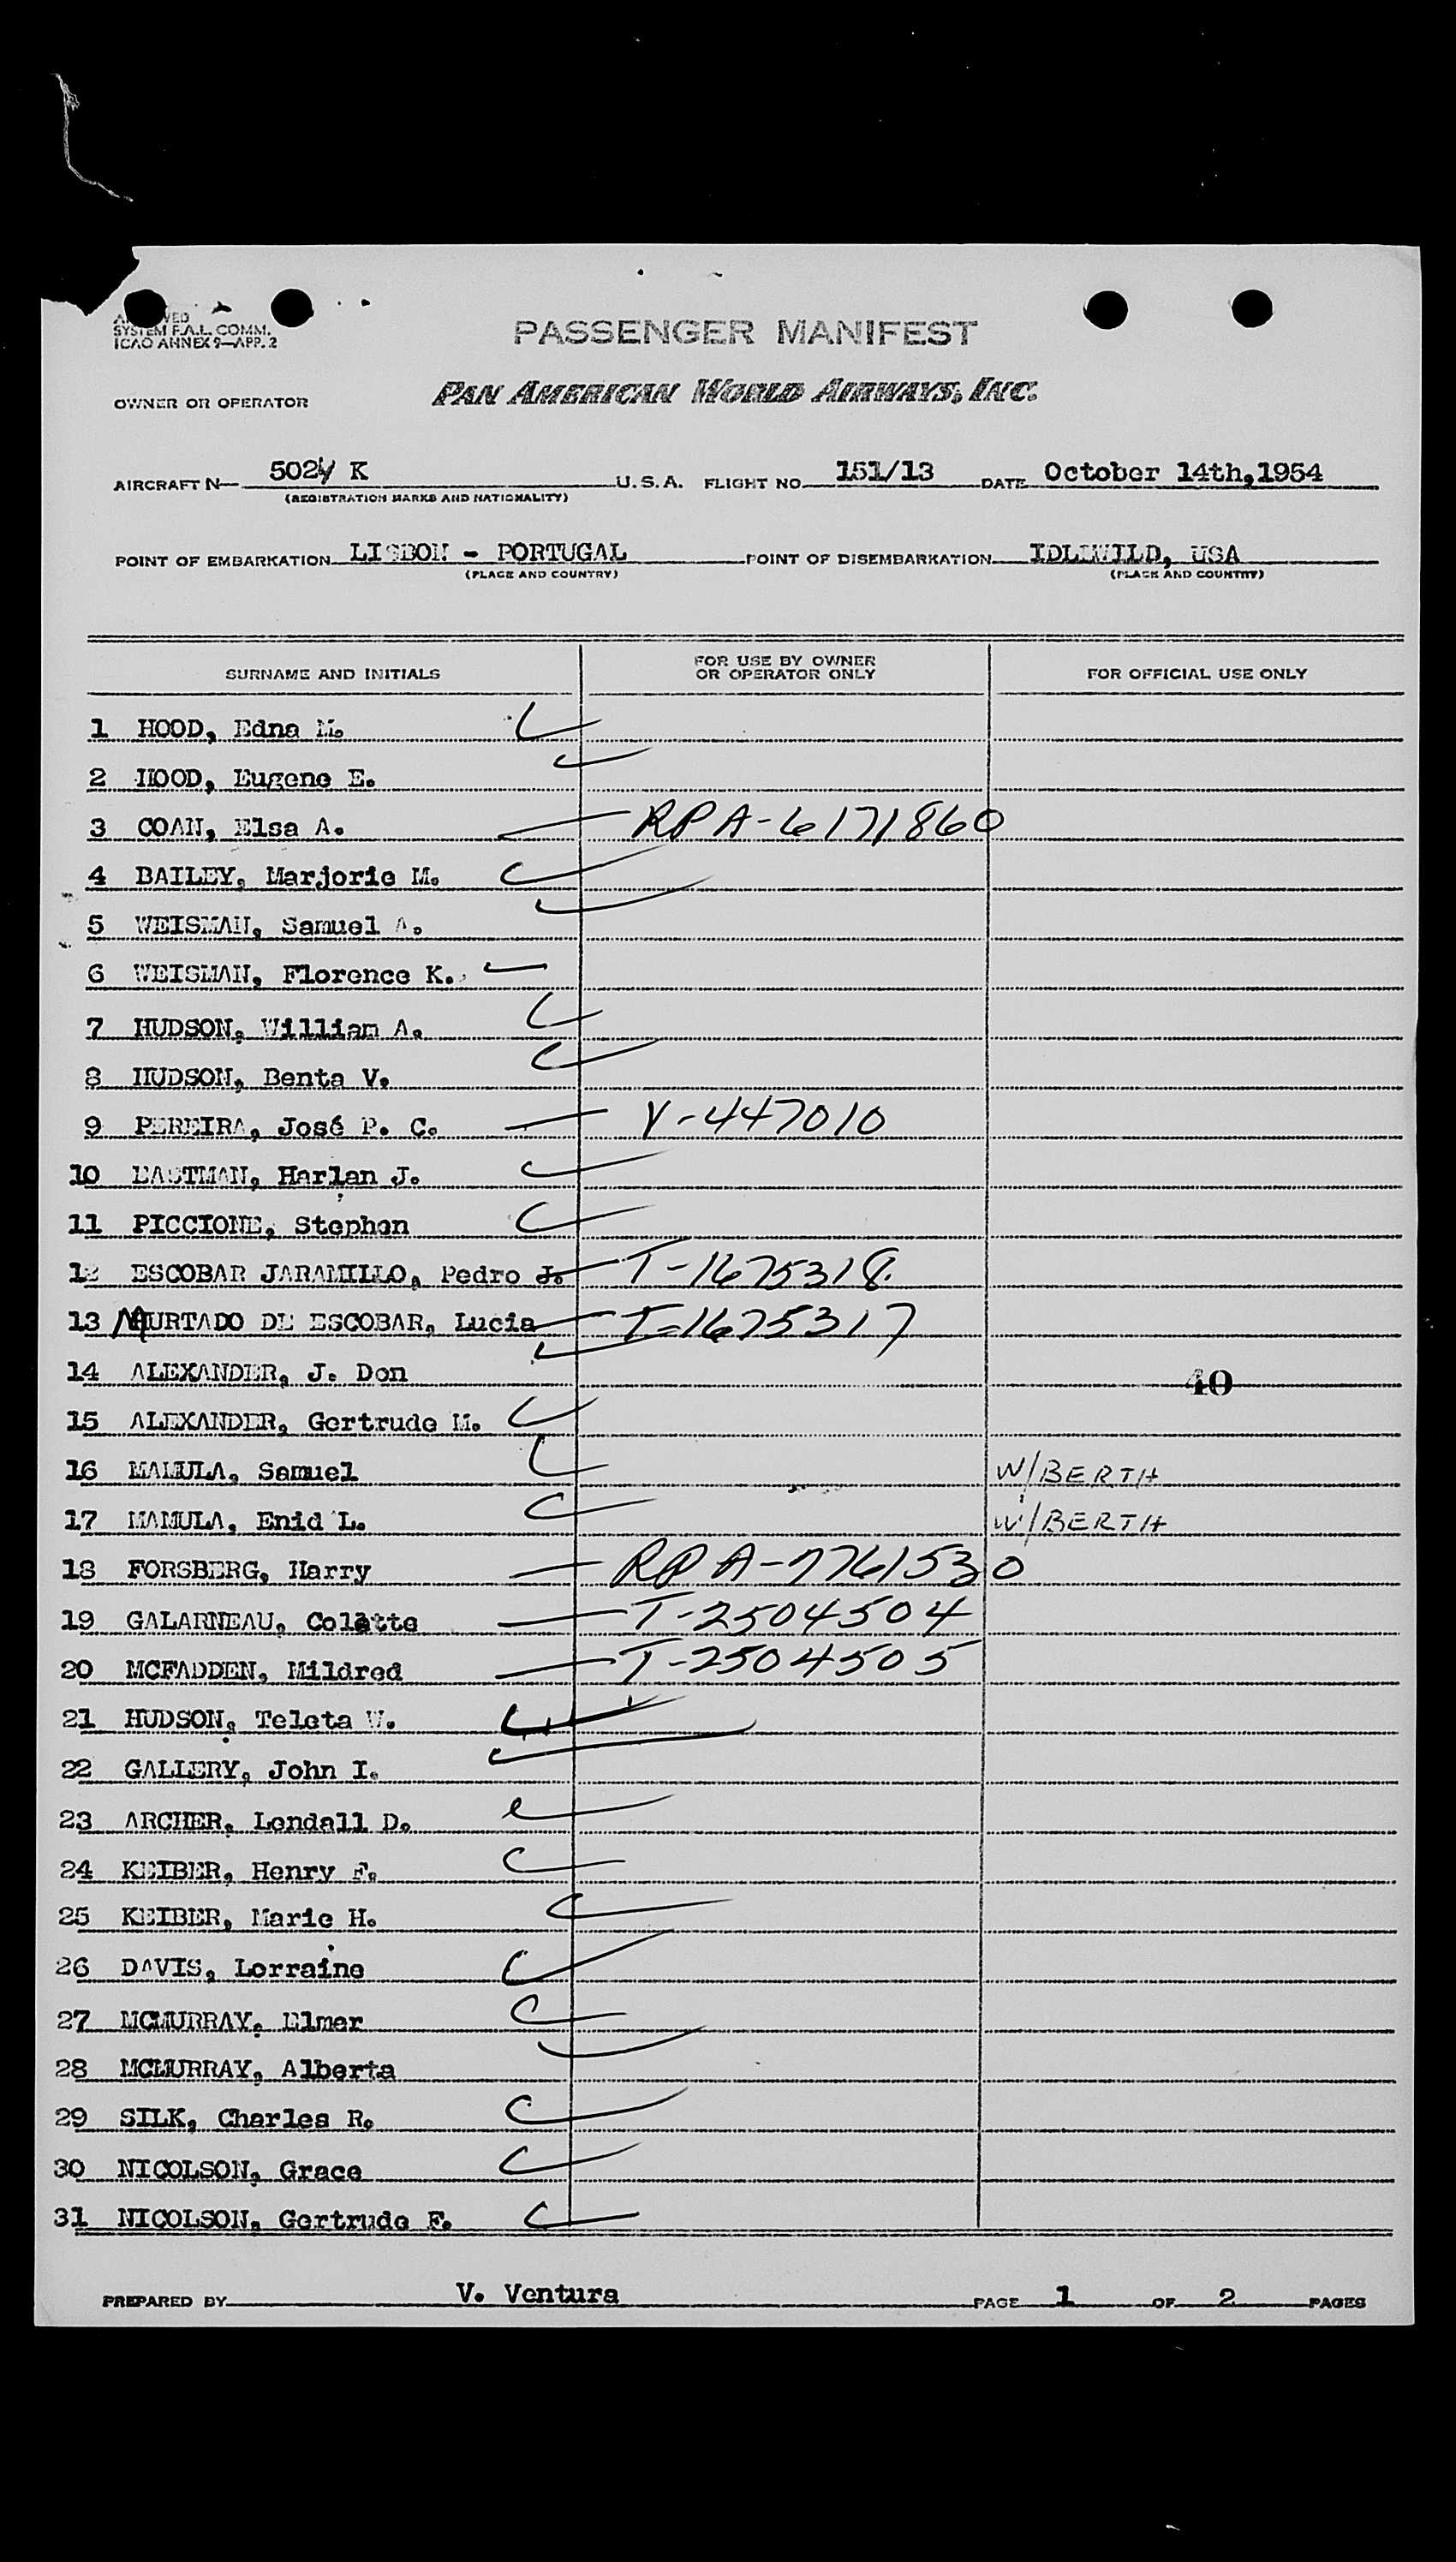 SYSTEM F.A.L. COMM.
ICAO ANNEX 9—APP. 2
PASSENGER MANIFEST
OWNER OR OPERATOR PAN AMERICAN WORLD AIRWAYS, INC.
AIRCRAFT N— 502 K U.S.A. FLIGHT NO. 151/13 DATE October 14th,1954
(REGISTRATION MARKS AND NATIONALITY)
POINT OF EMBARKATION LISBON - PORTUGAL POINT OF DISEMBARKATION IDLEWILD, USA
(PLACE AND COUNTRY) (PLACE AND COUNTRY)
SURNAME AND INITIALS FOR USE BY OWNER OR OPERATOR ONLY FOR OFFICIAL USE ONLY
1 HOOD, Edna M.
2 HOOD, Eugene E.
3 COAN, Elsa A. RPA-6171860
4 BAILEY, Marjorie M.
5 WEISMAN, Samuel A.
6 WEISMAN, Florence K.
7 HUDSON, William A.
8 HUDSON, Benta V.
9 PEREIRA, José P. C. V-447010
10 EASTMAN, Harlan J.
11 PICCIONE, Stephen
12 ESCOBAR JARAMILLO, Pedro J. T-1675318
13 HURTADO DE ESCOBAR, Lucia T-1675317
14 ALEXANDER, J. Don 40
15 ALEXANDER, Gertrude M.
16 MAMULA, Samuel W/BERTH
17 MAMULA, Enid L. W/BERTH
18 FORSBERG, Harry RPA-7761530
19 GALARNEAU, Colette T-2504504
20 MCFADDEN, Mildred T-2504505
21 HUDSON, Teleta W.
22 GALLERY, John I.
23 ARCHER, Lendall D.
24 KEIBER, Henry F.
25 KEIBER, Marie H.
26 DAVIS, Lorraine
27 MCMURRAY, Elmer
28 MCMURRAY, Alberta
29 SILK, Charles R.
30 NICOLSON, Grace
31 NICOLSON, Gertrude F.
PREPARED BY V. Ventura PAGE 1 OF 2 PAGES